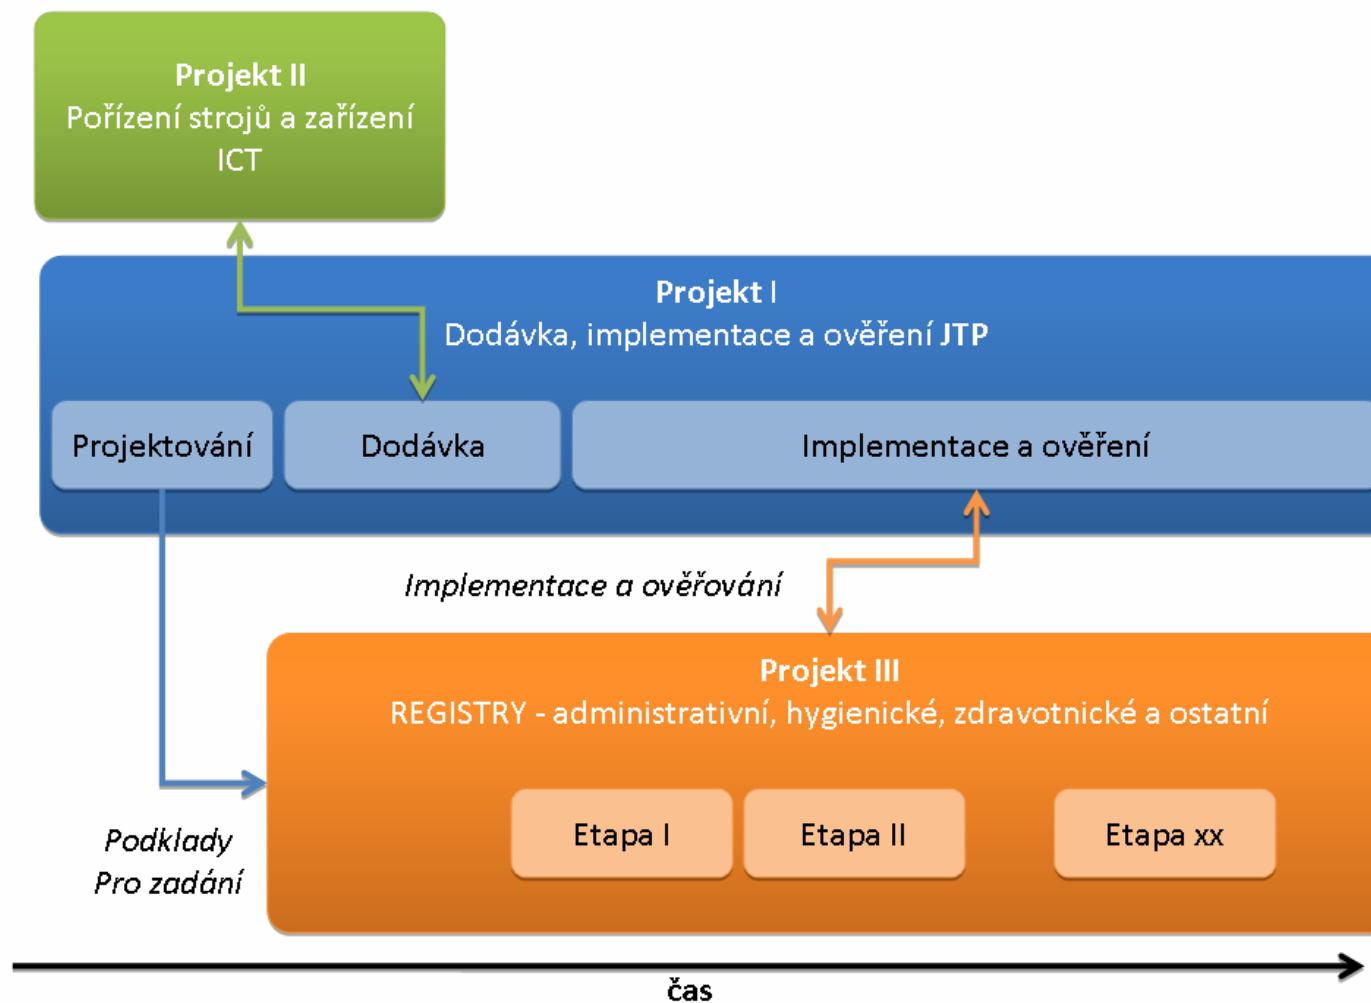 Projekt II
Pořízení strojů a zařízení
ICT
Projekt I
Dodávka, implementace a ověření JTP
Projektování
Dodávka
Implementace a ověření
Implementace a ověřování
Projekt III
REGISTRY - administrativní, hygienické, zdravotnické a ostatní
Etapa I
Etapa II
Etapa xx
Podklady
Pro zadání
čas